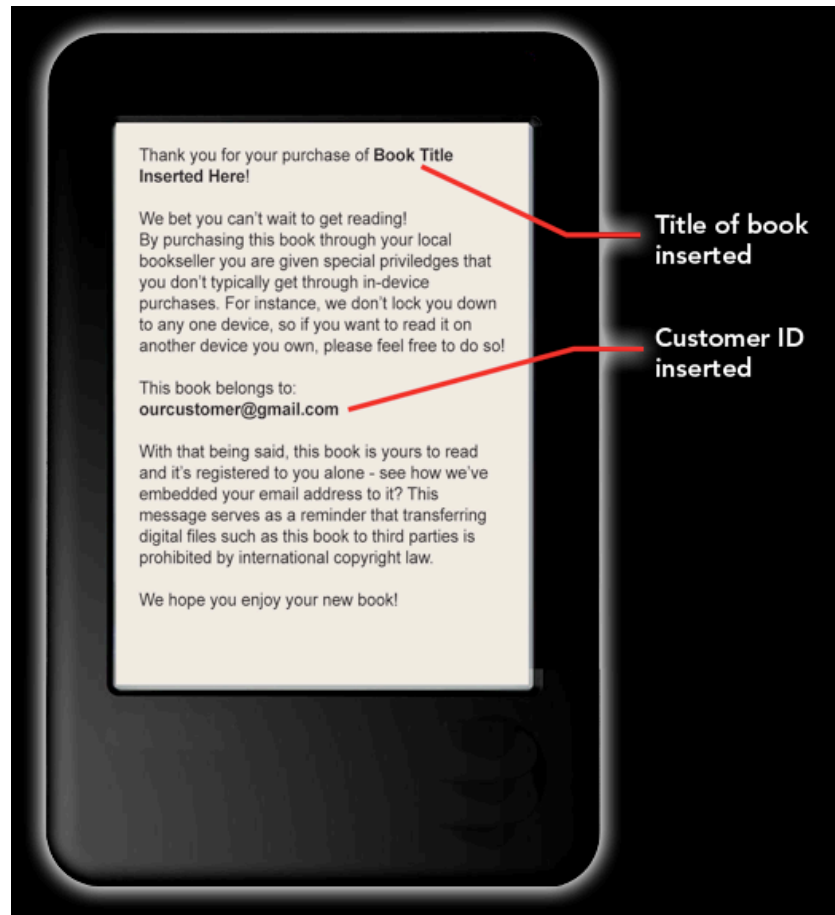 Thank you for your purchase of Book Title
Inserted Here!
We bet you can't wait to get reading!
By purchasing this book through your local
bookseller you are given special priviledges that
you don't typically get through in-device
purchases. For instance, we don't lock you down
to any one device, so if you want to read it on
another device you own, please feel free to do so!
This book belongs to:
ourcustomer@gmail.com
With that being said, this book is yours to read
and it's registered to you alone - see how we've
embedded your email address to it? This
message serves as a reminder that transferring
digital files such as this book to third parties is
prohibited by international copyright law.
We hope you enjoy your new book!
Title of book
inserted
Customer ID
inserted